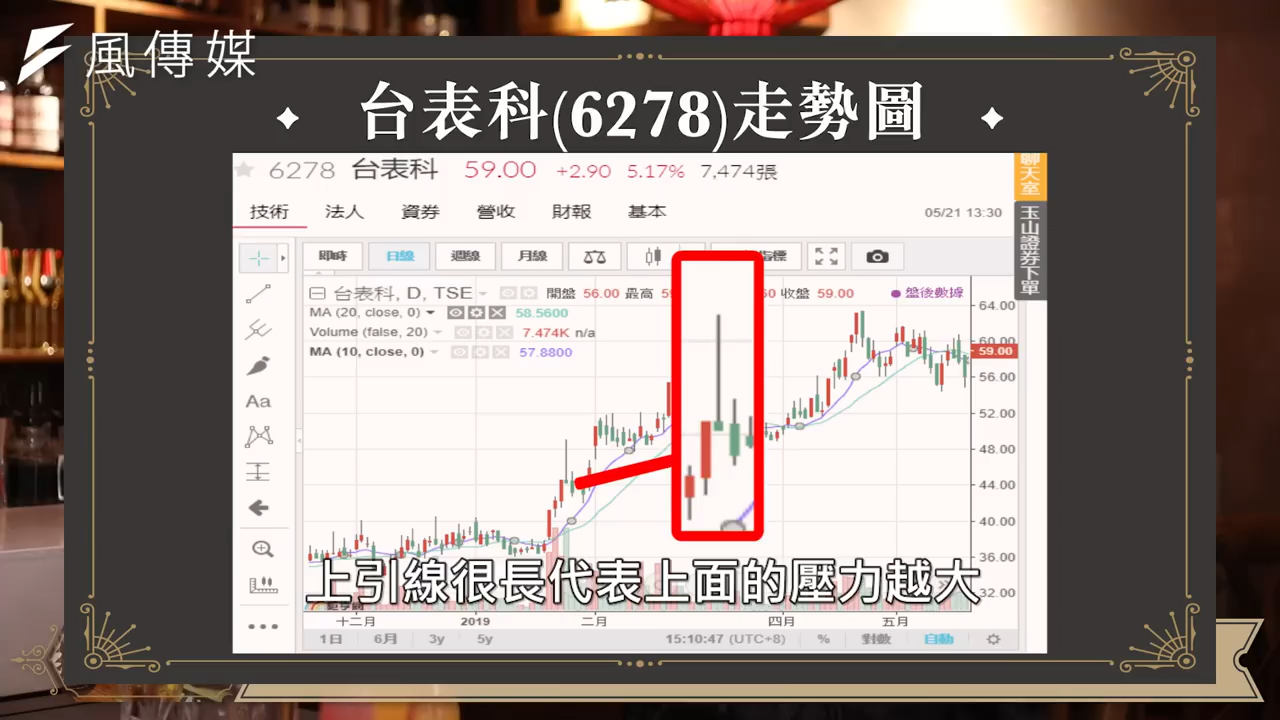 風傳媒
台表科(6278)走勢圖
6278 台表科 59.00 +2.90 5.17% 7,474張
聊天室
技術 法人 資券 營收 財報 基本
05/21 13:30
玉山證券下單
即時 日線 週線 月線 指標
台表科, D, TSE 開盤 56.00 最高 收盤 59.00 盤後數據
MA (20, close, 0) 58.5600
Volume (false, 20) 7.474K n/a
MA (10, close, 0) 57.8800
Aa
64.00
60.00
59.00
56.00
52.00
48.00
44.00
40.00
36.00
32.00
上引線很長代表上面的壓力越大
十二月 2019 二月 四月 五月
1日 6月 3y 5y 15:10:47 (UTC+8) % 對數 自動